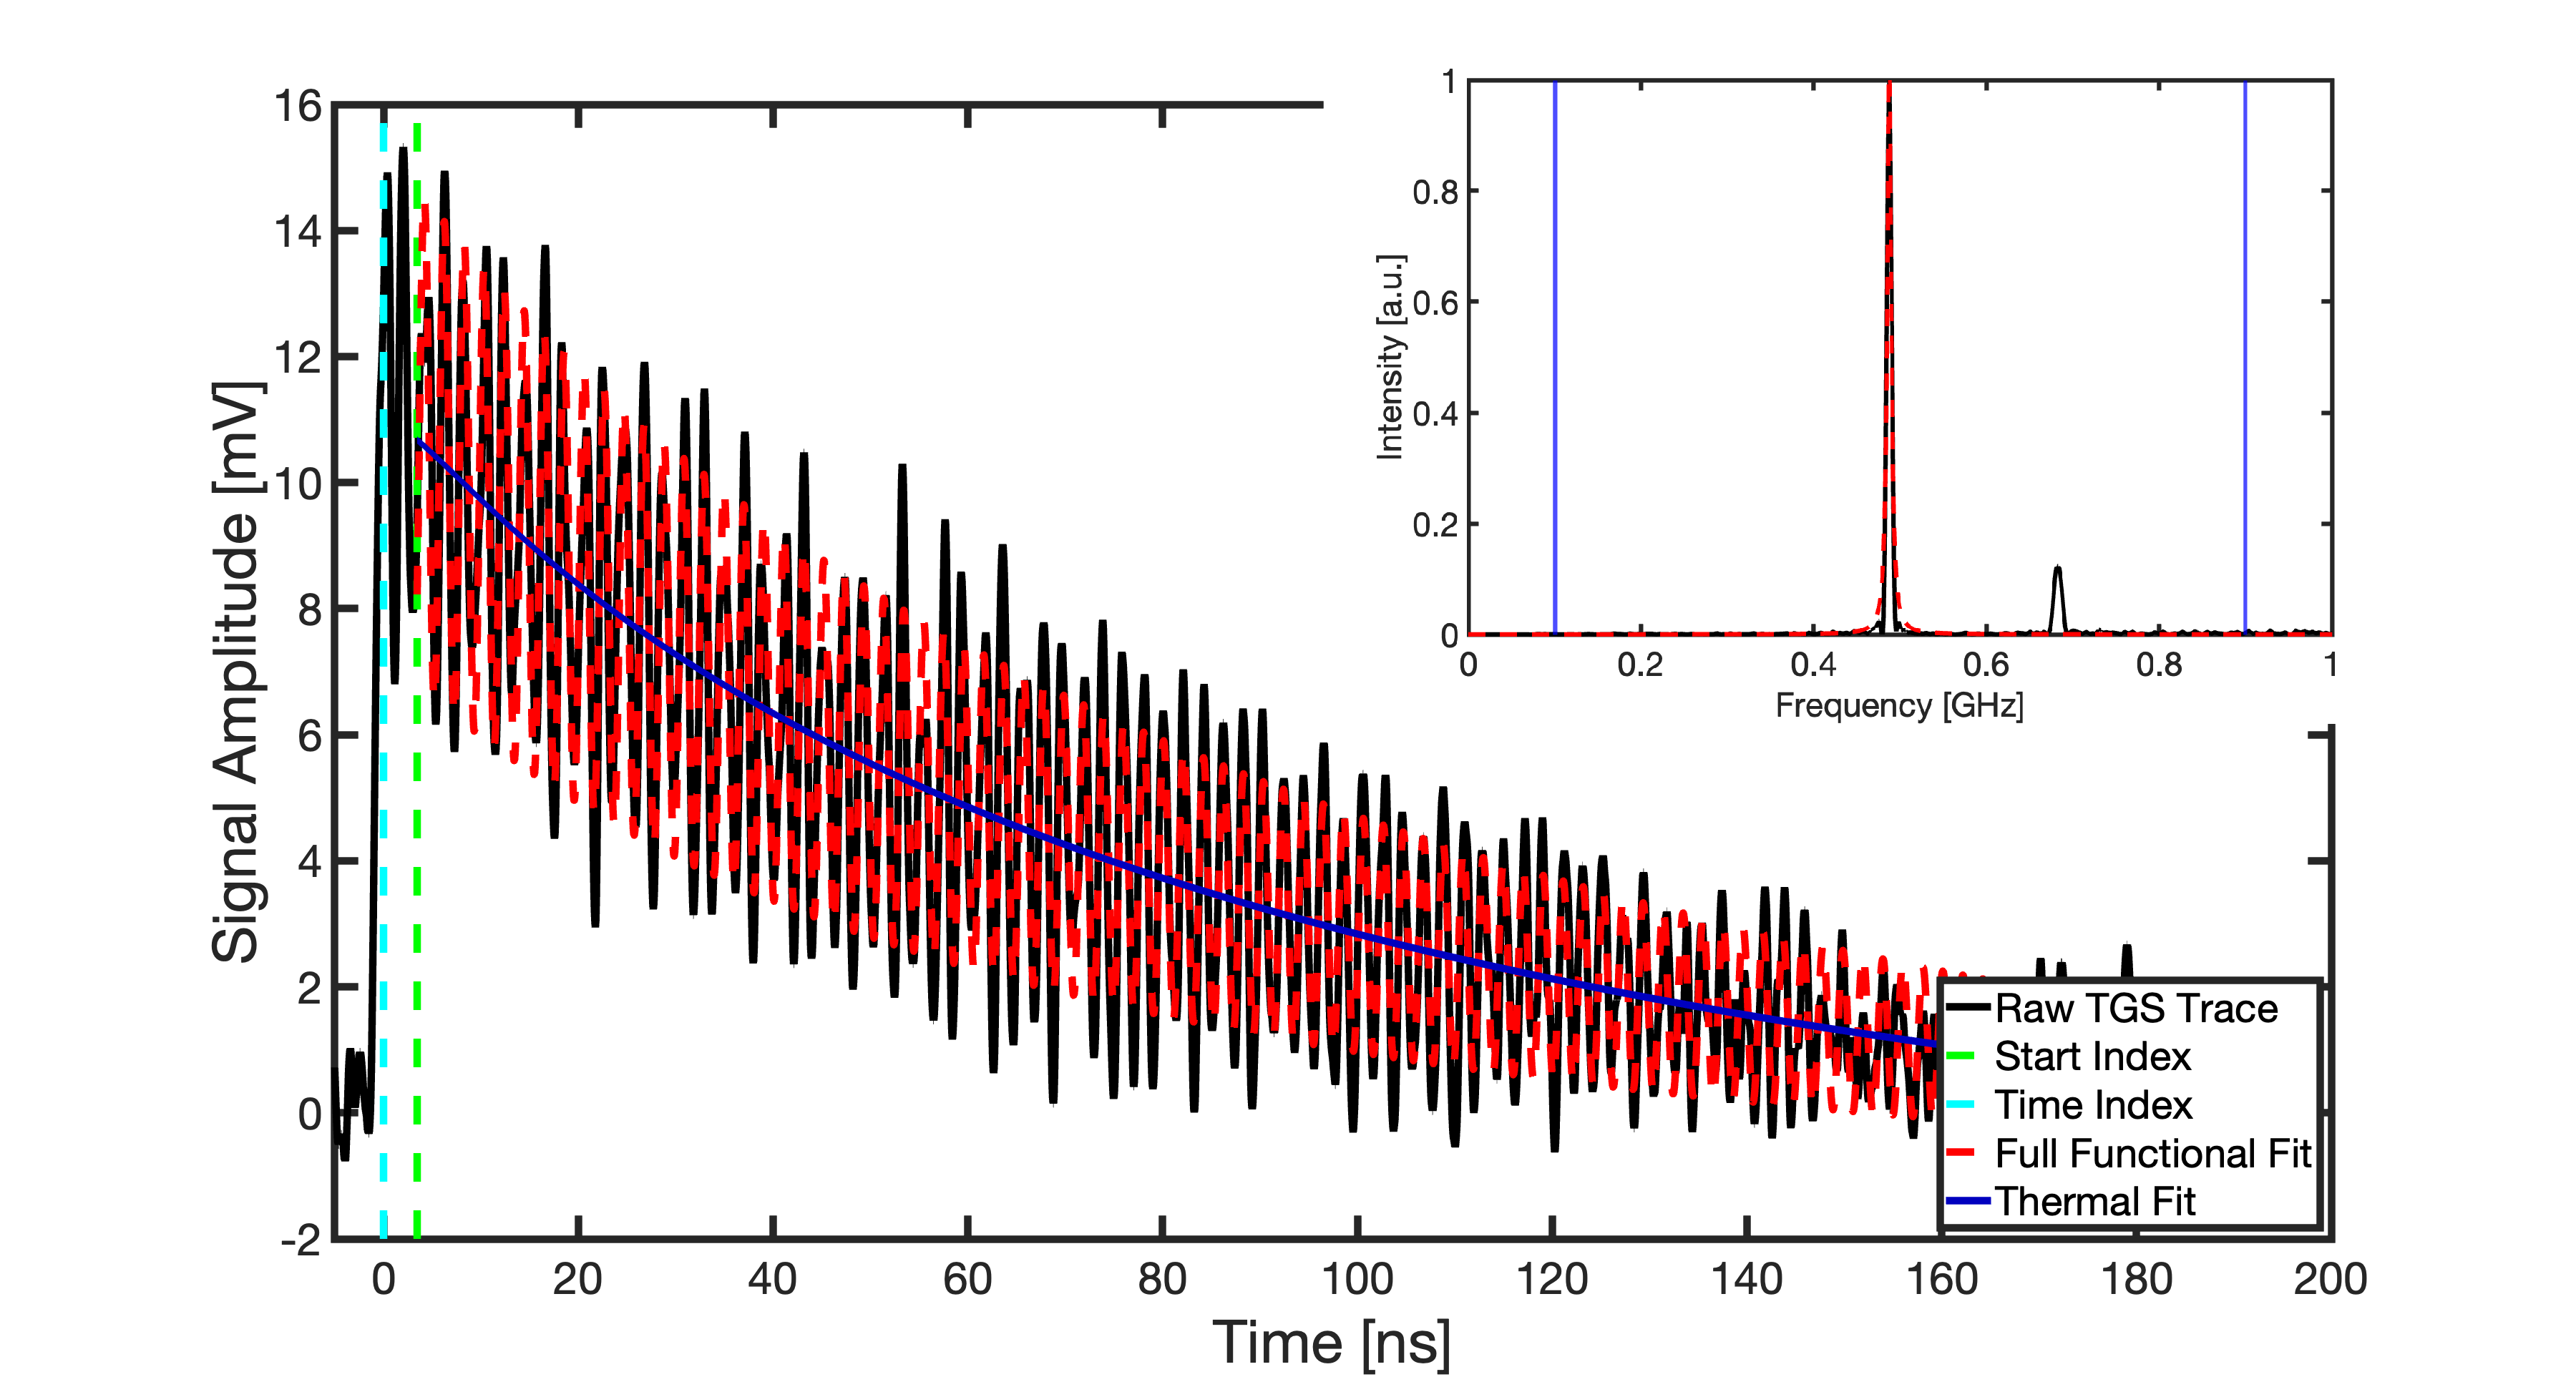 16
14
12
10
8
6
4
2
0
-2
Signal Amplitude [mV]
0 20 40 60 80 100 120 140 160 180 200
Time [ns]
1
0.8
0.6
0.4
0.2
0
Intensity [a.u.]
0 0.2 0.4 0.6 0.8 1
Frequency [GHz]
Raw TGS Trace
Start Index
Time Index
Full Functional Fit
Thermal Fit